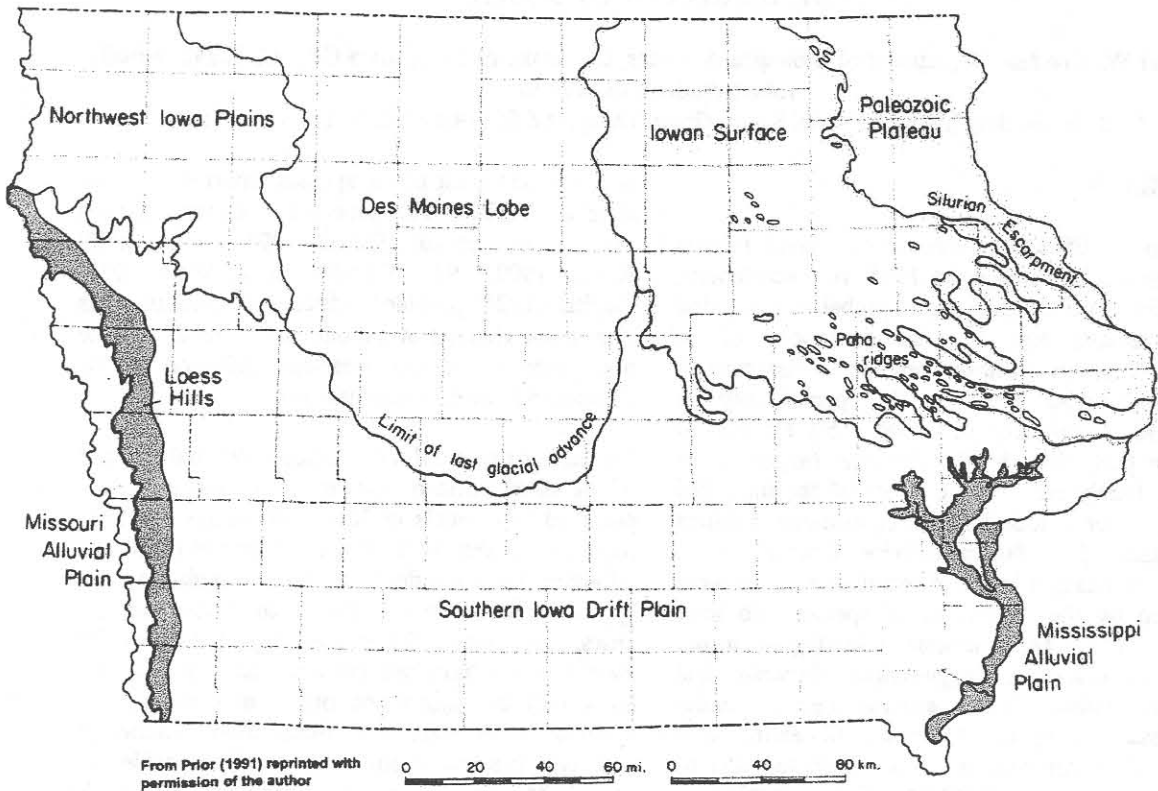 Northwest Iowa Plains
Des Moines Lobe
Iowan Surface
Paleozoic
Plateau
Silurian
Escarpment
Paha
ridges
Loess
Hills
Limit of last glacial advance
Missouri
Alluvial
Plain
Southern Iowa Drift Plain
Mississippi
Alluvial
Plain
From Prior (1991) reprinted with
permission of the author
0 20 40 60 mi.
0 20 40 60 80 km.